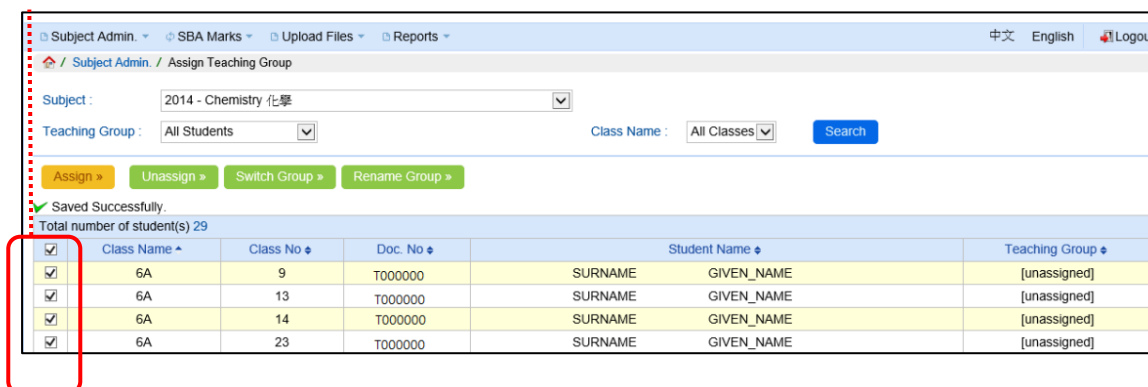 Subject Admin. SBA Marks Upload Files Reports 中文 English Logou
/ Subject Admin. / Assign Teaching Group
Subject : 2014 - Chemistry 化學
Teaching Group : All Students Class Name : All Classes Search
Assign » Unassign » Switch Group » Rename Group »
Saved Successfully.
Total number of student(s) 29
Class Name Class No Doc. No Student Name Teaching Group
6A 9 T000000 SURNAME GIVEN_NAME [unassigned]
6A 13 T000000 SURNAME GIVEN_NAME [unassigned]
6A 14 T000000 SURNAME GIVEN_NAME [unassigned]
6A 23 T000000 SURNAME GIVEN_NAME [unassigned]